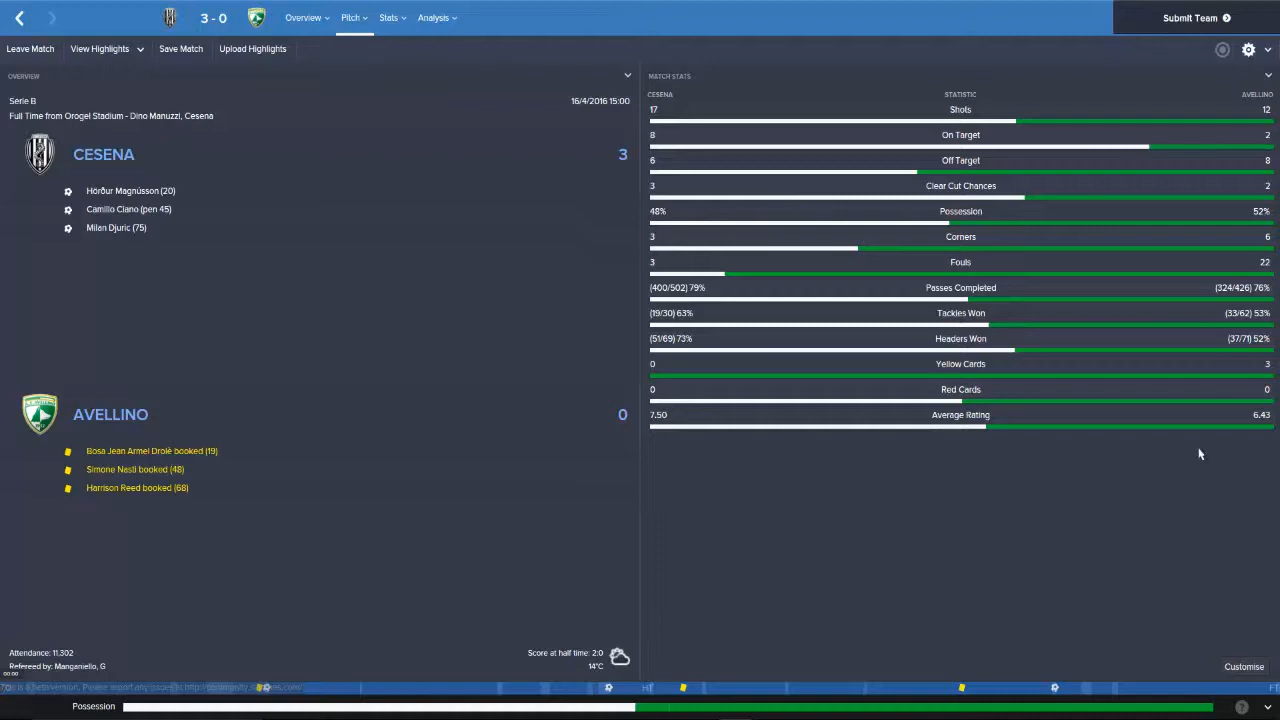 3 - 0
Overview
Pitch
Stats
Analysis
Submit Team
Leave Match
View Highlights
Save Match
Upload Highlights
OVERVIEW
Serie B
16/4/2016 15:00
Full Time from Orogel Stadium - Dino Manuzzi, Cesena
CESENA
3
Hörður Magnússon (20)
Camillo Ciano (pen 45)
Milan Djuric (75)
AVELLINO
0
Bosa Jean Armel Drolè booked (19)
Simone Nasti booked (48)
Harrison Reed booked (68)
Attendance: 11,302
Score at half time: 2:0
Refereed by: Manganiello, G
14°C
MATCH STATS
CESENA STATISTIC AVELLINO
17 Shots 12
8 On Target 2
6 Off Target 8
3 Clear Cut Chances 2
48% Possession 52%
3 Corners 6
3 Fouls 22
(400/502) 79% Passes Completed (324/426) 76%
(19/30) 63% Tackles Won (33/62) 53%
(51/69) 73% Headers Won (37/71) 52%
0 Yellow Cards 3
0 Red Cards 0
7.50 Average Rating 6.43
Customise
00:00
HT
FT
Possession